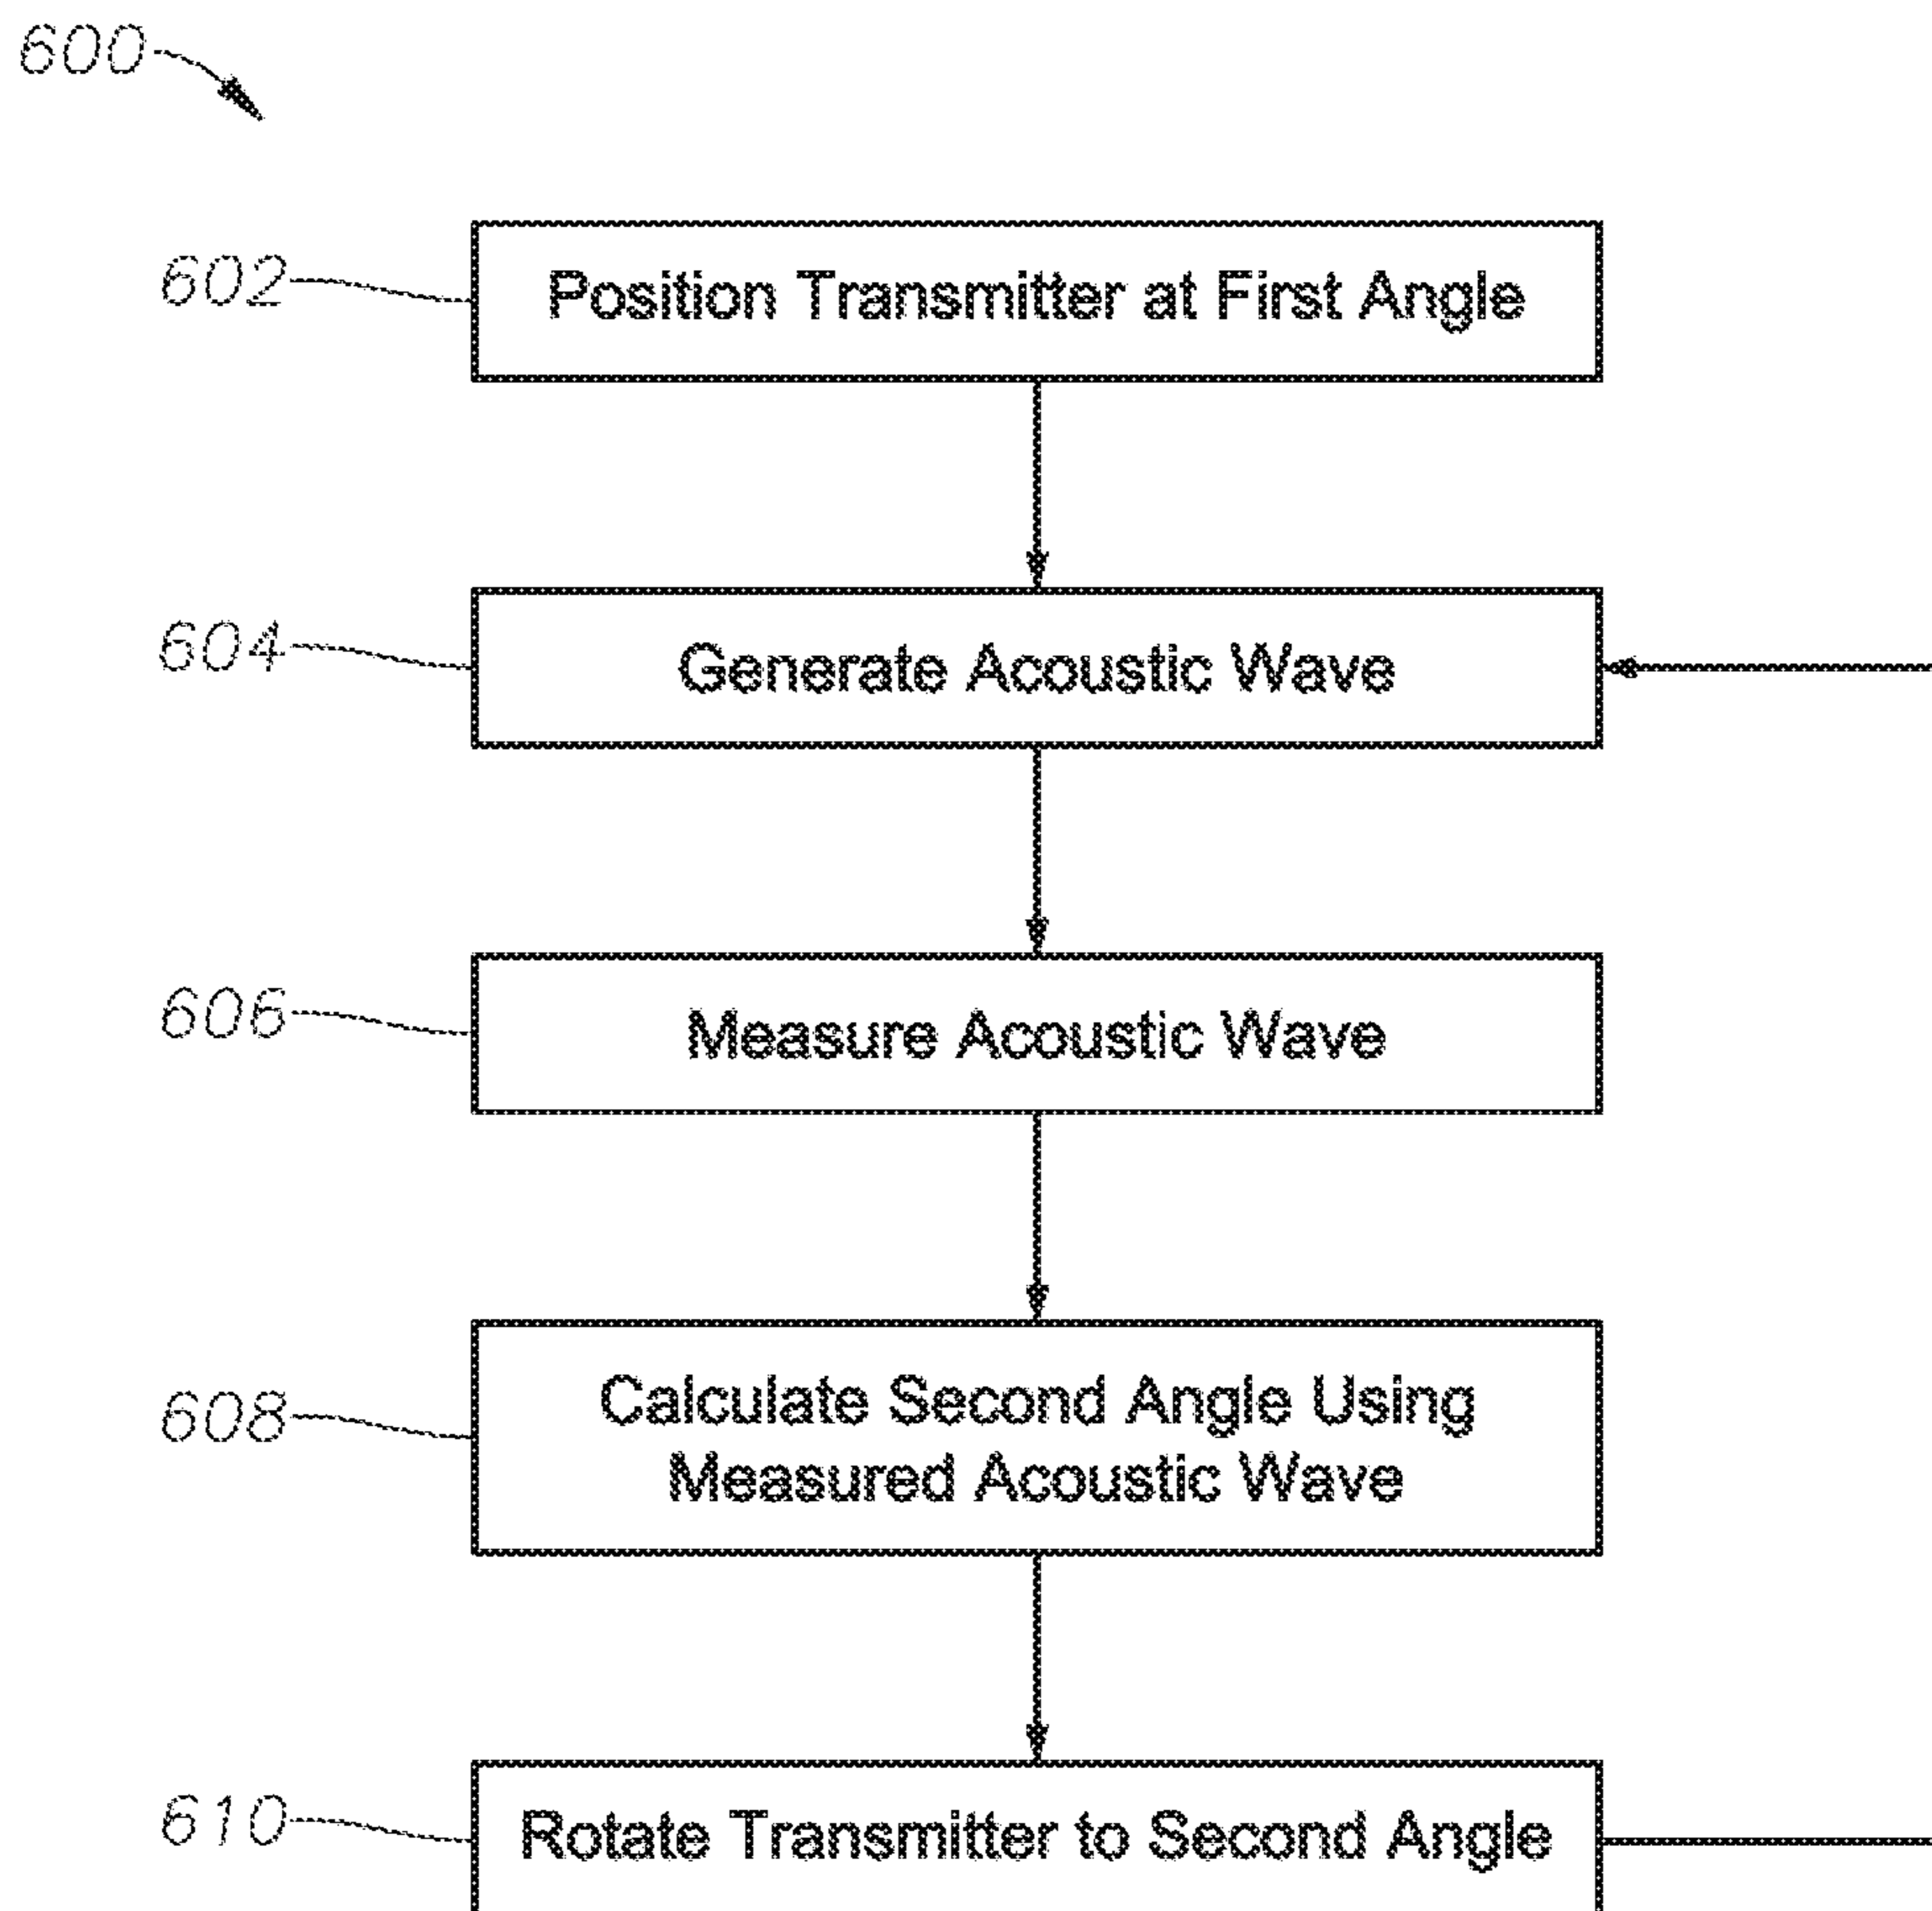 600
602
Position Transmitter at First Angle
604
Generate Acoustic Wave
606
Measure Acoustic Wave
608
Calculate Second Angle Using
Measured Acoustic Wave
610
Rotate Transmitter to Second Angle